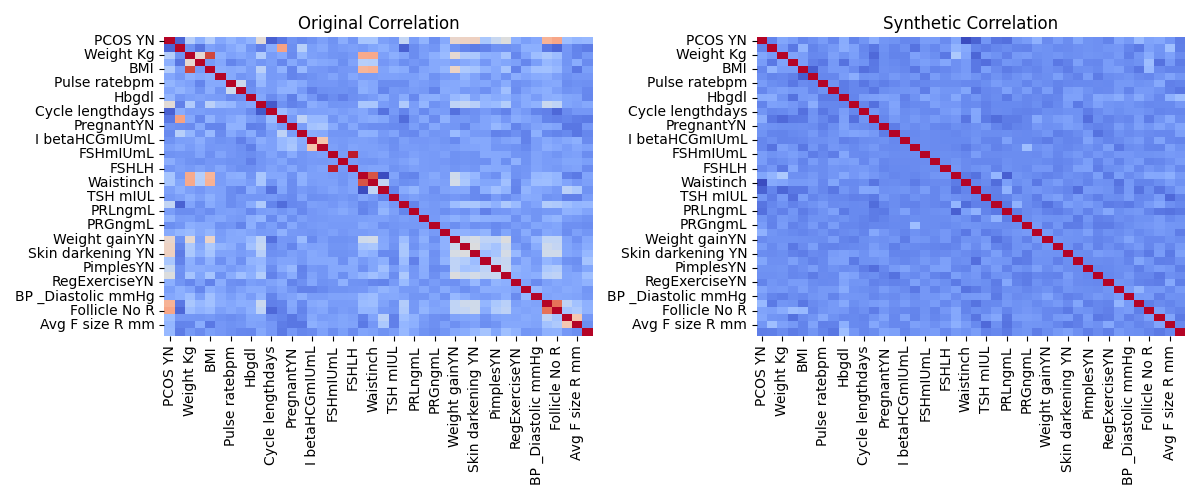 Original Correlation
PCOS YN
Weight Kg
BMI
Pulse ratebpm
Hbgdl
Cycle lengthdays
PregnantYN
I betaHCGmIUmL
FSHmIUmL
FSHLH
Waistinch
TSH mIUL
PRLngmL
PRGngmL
Weight gainYN
Skin darkening YN
PimplesYN
RegExerciseYN
BP _Diastolic mmHg
Follicle No R
Avg F size R mm
PCOS YN
Weight Kg
BMI
Pulse ratebpm
Hbgdl
Cycle lengthdays
PregnantYN
I betaHCGmIUmL
FSHmIUmL
FSHLH
Waistinch
TSH mIUL
PRLngmL
PRGngmL
Weight gainYN
Skin darkening YN
PimplesYN
RegExerciseYN
BP _Diastolic mmHg
Follicle No R
Avg F size R mm
Synthetic Correlation
PCOS YN
Weight Kg
BMI
Pulse ratebpm
Hbgdl
Cycle lengthdays
PregnantYN
I betaHCGmIUmL
FSHmIUmL
FSHLH
Waistinch
TSH mIUL
PRLngmL
PRGngmL
Weight gainYN
Skin darkening YN
PimplesYN
RegExerciseYN
BP _Diastolic mmHg
Follicle No R
Avg F size R mm
PCOS YN
Weight Kg
BMI
Pulse ratebpm
Hbgdl
Cycle lengthdays
PregnantYN
I betaHCGmIUmL
FSHmIUmL
FSHLH
Waistinch
TSH mIUL
PRLngmL
PRGngmL
Weight gainYN
Skin darkening YN
PimplesYN
RegExerciseYN
BP _Diastolic mmHg
Follicle No R
Avg F size R mm